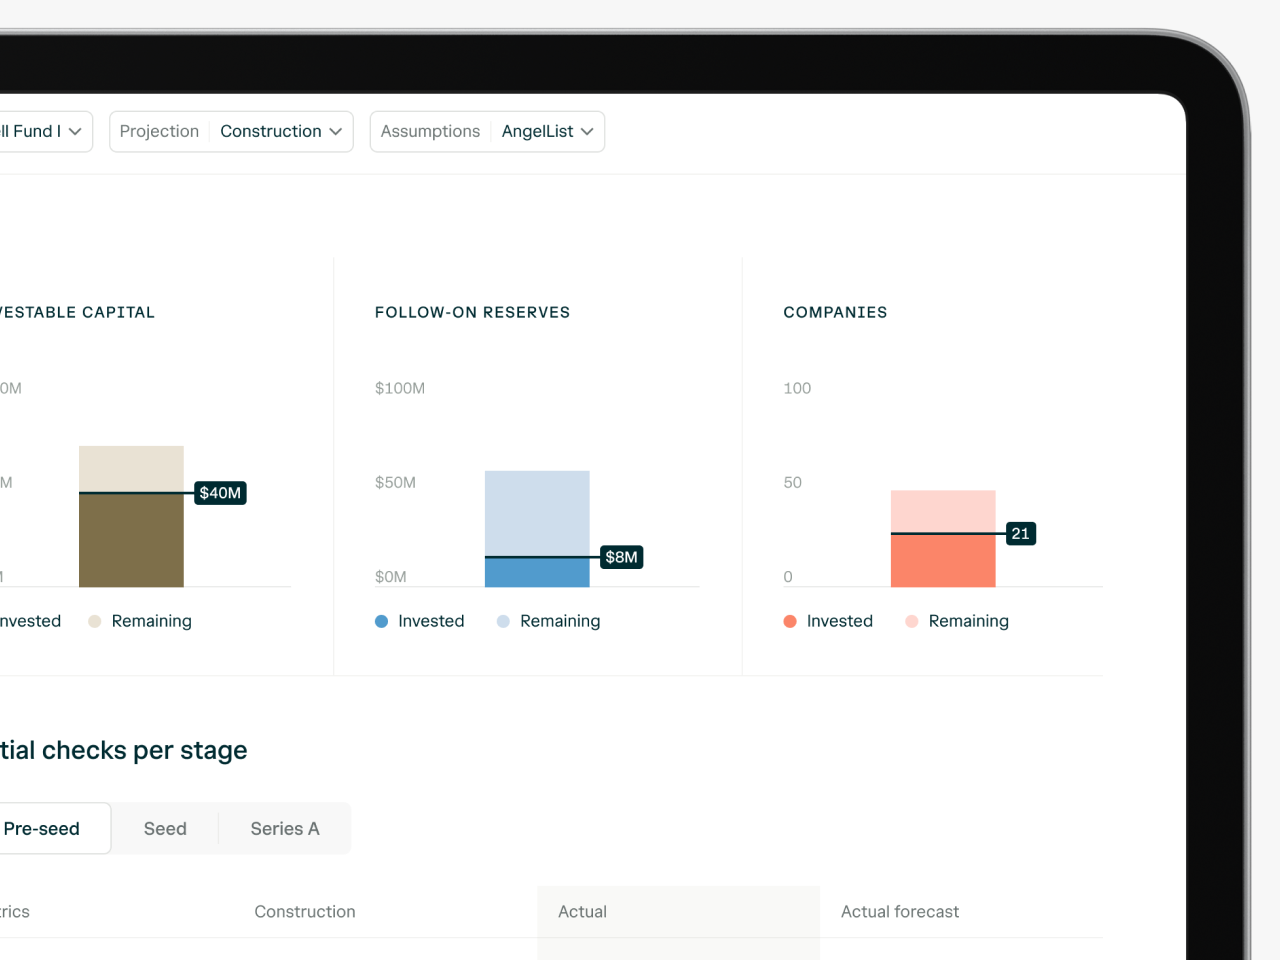 ll Fund I
Projection Construction
Assumptions AngelList
VESTABLE CAPITAL
0M
M
$40M
nvested Remaining
FOLLOW-ON RESERVES
$100M
$50M
$0M
$8M
Invested Remaining
COMPANIES
100
50
0
21
Invested Remaining
tial checks per stage
Pre-seed Seed Series A
rics Construction Actual Actual forecast